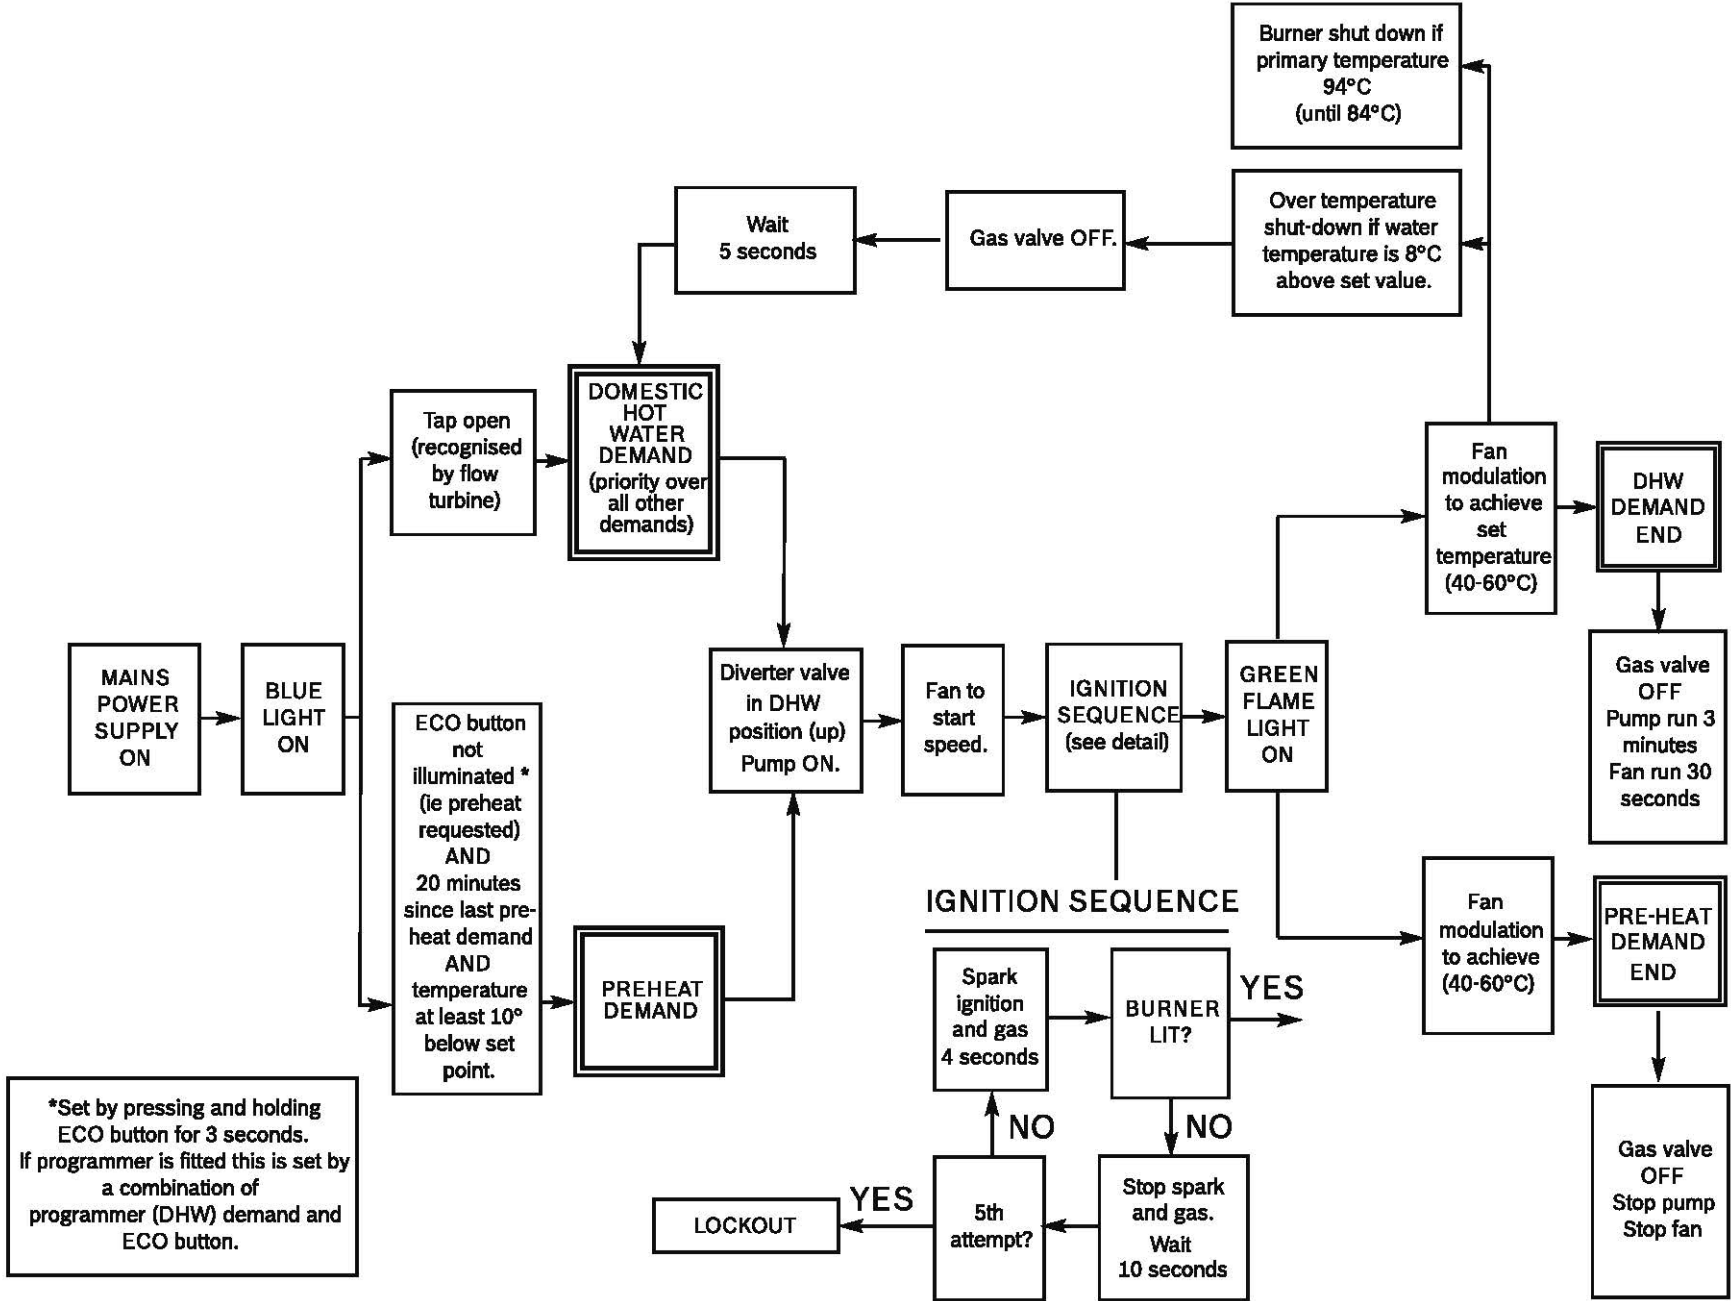 Burner shut down if
primary temperature
94°C
(until 84°C)
Over temperature
shut-down if water
temperature is 8°C
above set value.
Gas valve OFF.
Wait
5 seconds
Tap open
(recognised
by flow
turbine)
DOMESTIC
HOT
WATER
DEMAND
(priority over
all other
demands)
Fan
modulation
to achieve
set
temperature
(40-60°C)
DHW
DEMAND
END
MAINS
POWER
SUPPLY
ON
BLUE
LIGHT
ON
ECO button
not
illuminated *
(ie preheat
requested)
AND
20 minutes
since last pre-
heat demand
AND
temperature
at least 10°
below set
point.
PREHEAT
DEMAND
Diverter valve
in DHW
position (up)
Pump ON.
Fan to
start
speed.
IGNITION
SEQUENCE
(see detail)
GREEN
FLAME
LIGHT
ON
Gas valve
OFF
Pump run 3
minutes
Fan run 30
seconds
Fan
modulation
to achieve
(40-60°C)
PRE-HEAT
DEMAND
END
Gas valve
OFF
Stop pump
Stop fan
IGNITION SEQUENCE
Spark
ignition
and gas
4 seconds
BURNER
LIT?
YES
NO
Stop spark
and gas.
Wait
10 seconds
5th
attempt?
NO
YES
LOCKOUT
*Set by pressing and holding
ECO button for 3 seconds.
If programmer is fitted this is set by
a combination of
programmer (DHW) demand and
ECO button.